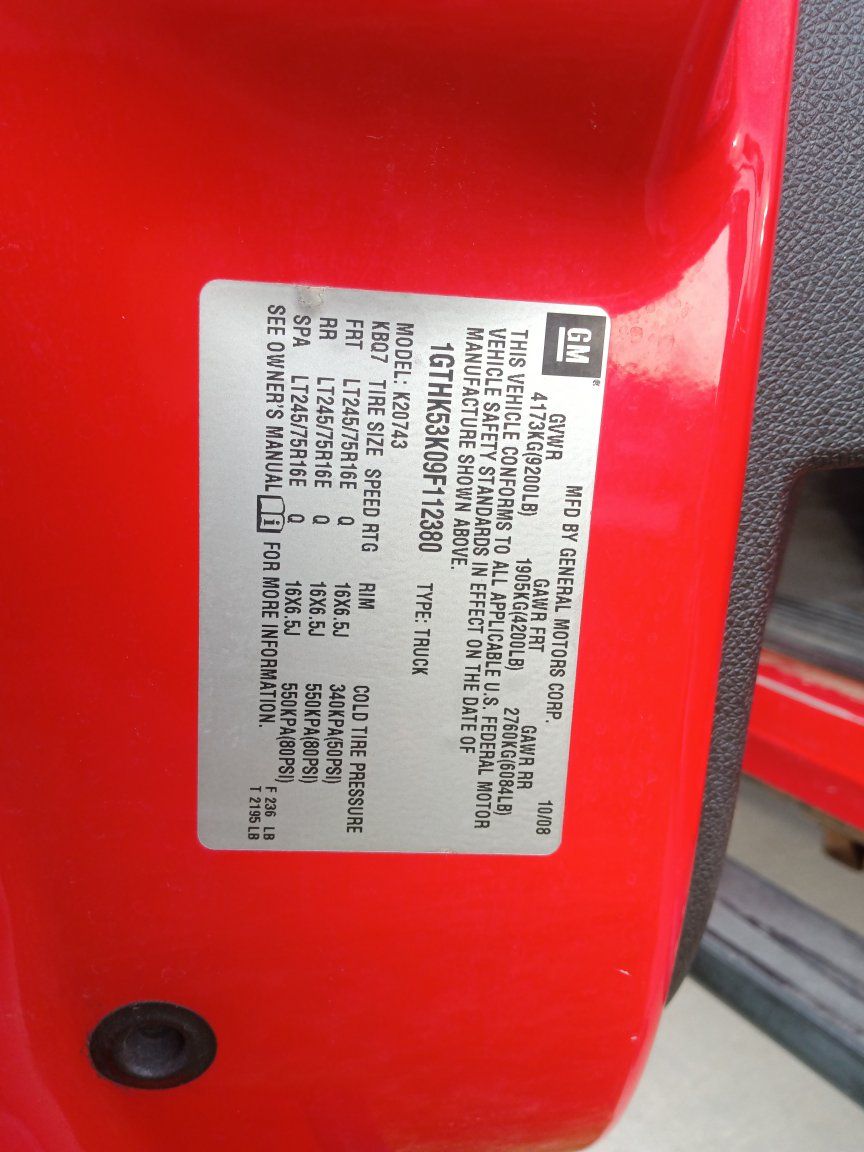 GM® MFD BY GENERAL MOTORS CORP. 10/08
GVWR GAWR FRT GAWR RR
4173KG(9200LB) 1905KG(4200LB) 2760KG(6084LB)
THIS VEHICLE CONFORMS TO ALL APPLICABLE U.S. FEDERAL MOTOR
VEHICLE SAFETY STANDARDS IN EFFECT ON THE DATE OF
MANUFACTURE SHOWN ABOVE.
1GTHK53K09F112380 TYPE: TRUCK
MODEL: K20743
KBQ7 TIRE SIZE SPEED RTG RIM COLD TIRE PRESSURE
FRT LT245/75R16E Q 16X6.5J 340KPA(50PSI)
RR LT245/75R16E Q 16X6.5J 550KPA(80PSI)
SPA LT245/75R16E Q 16X6.5J 550KPA(80PSI)
SEE OWNER'S MANUAL i FOR MORE INFORMATION.
F 236 LB
T 2195 LB